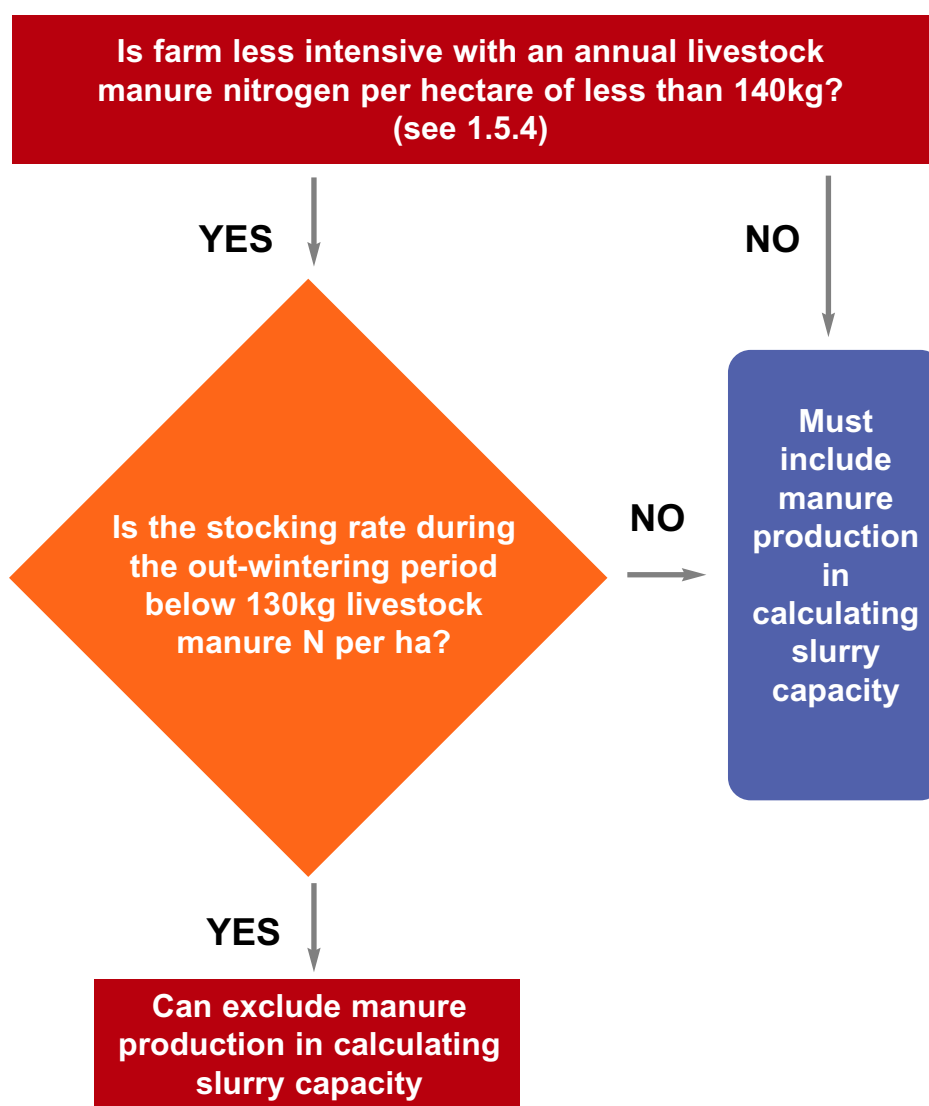 Is farm less intensive with an annual livestock
manure nitrogen per hectare of less than 140kg?
(see 1.5.4)
YES
NO
Is the stocking rate during
the out-wintering period
below 130kg livestock
manure N per ha?
NO
Must
include
manure
production
in
calculating
slurry
capacity
YES
Can exclude manure
production in calculating
slurry capacity